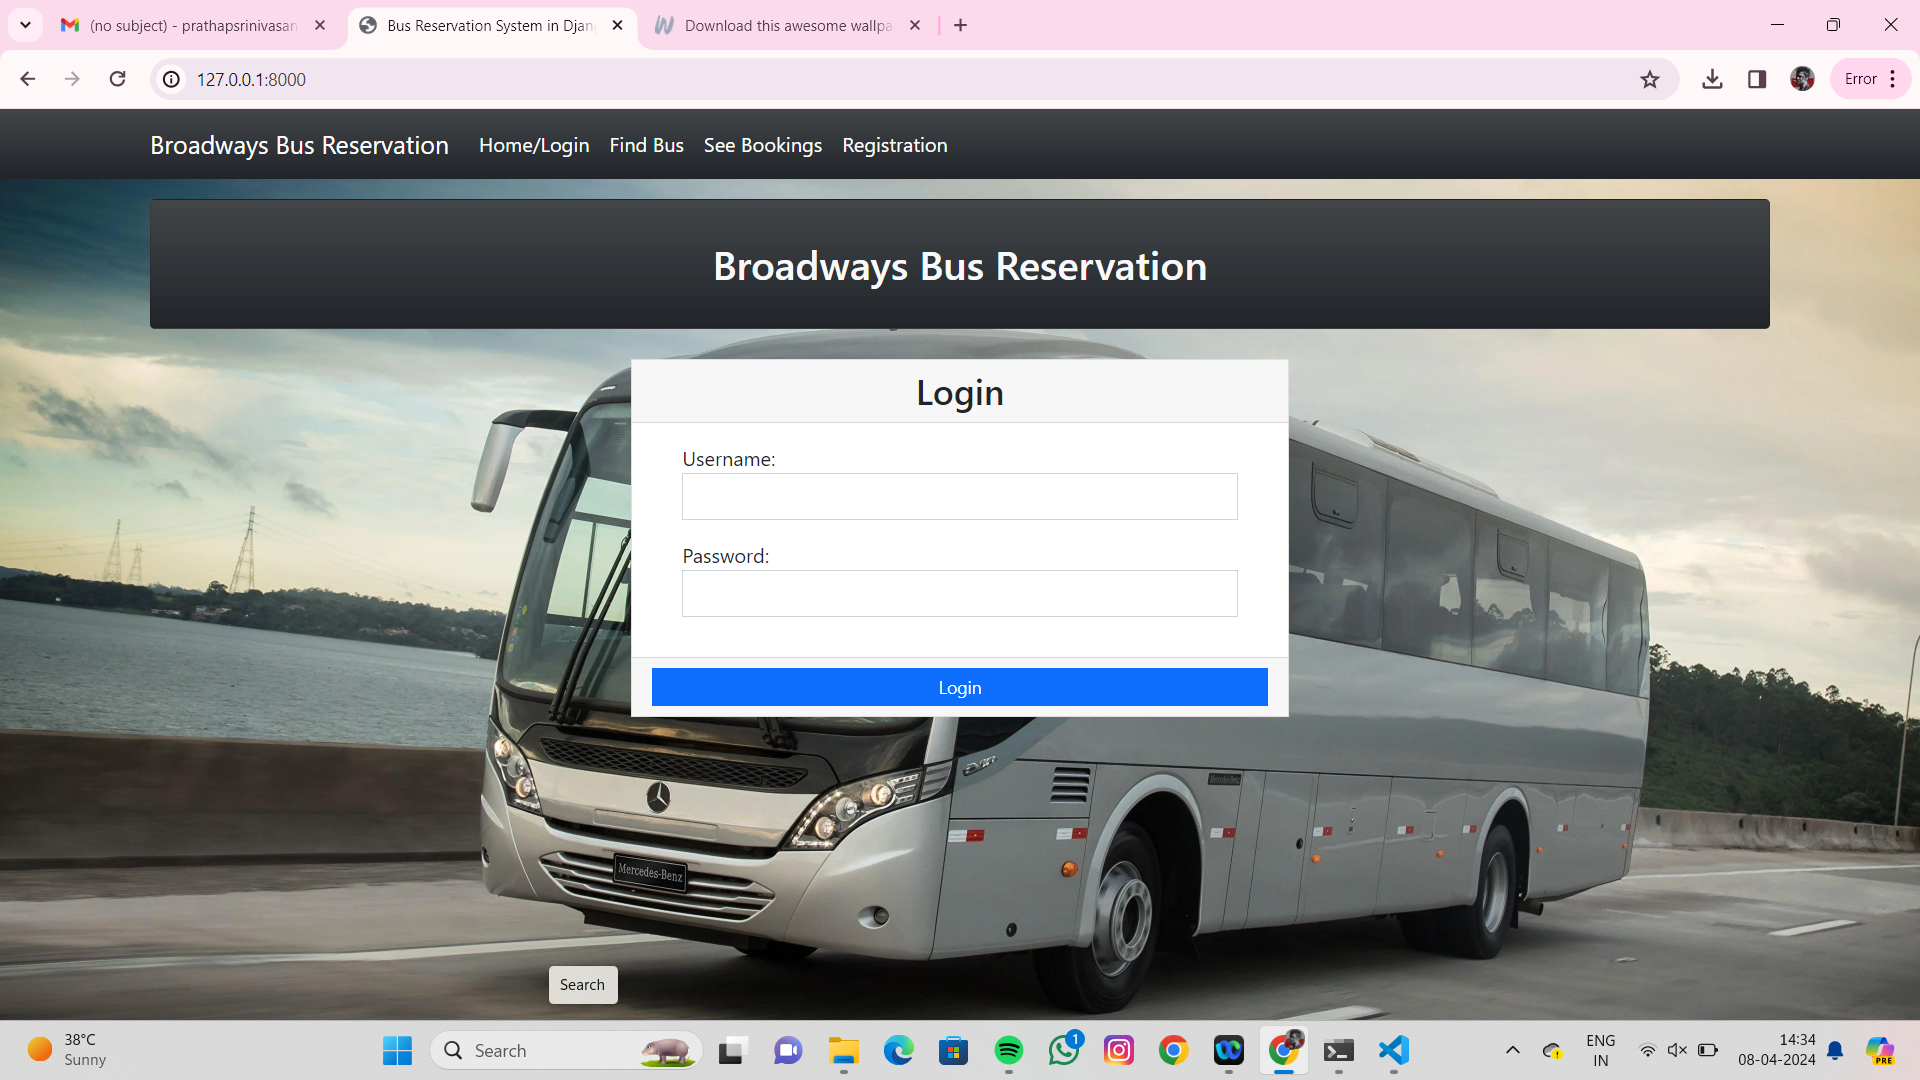 (no subject) - prathapsrinivasan
Bus Reservation System in Djan
Download this awesome wallpa
127.0.0.1:8000
Error
Broadways Bus Reservation
Home/Login
Find Bus
See Bookings
Registration
Broadways Bus Reservation
Login
Username:
Password:
Login
Mercedes-Benz
Search
38°C
Sunny
Search
1
ENG
IN
14:34
08-04-2024
PRE